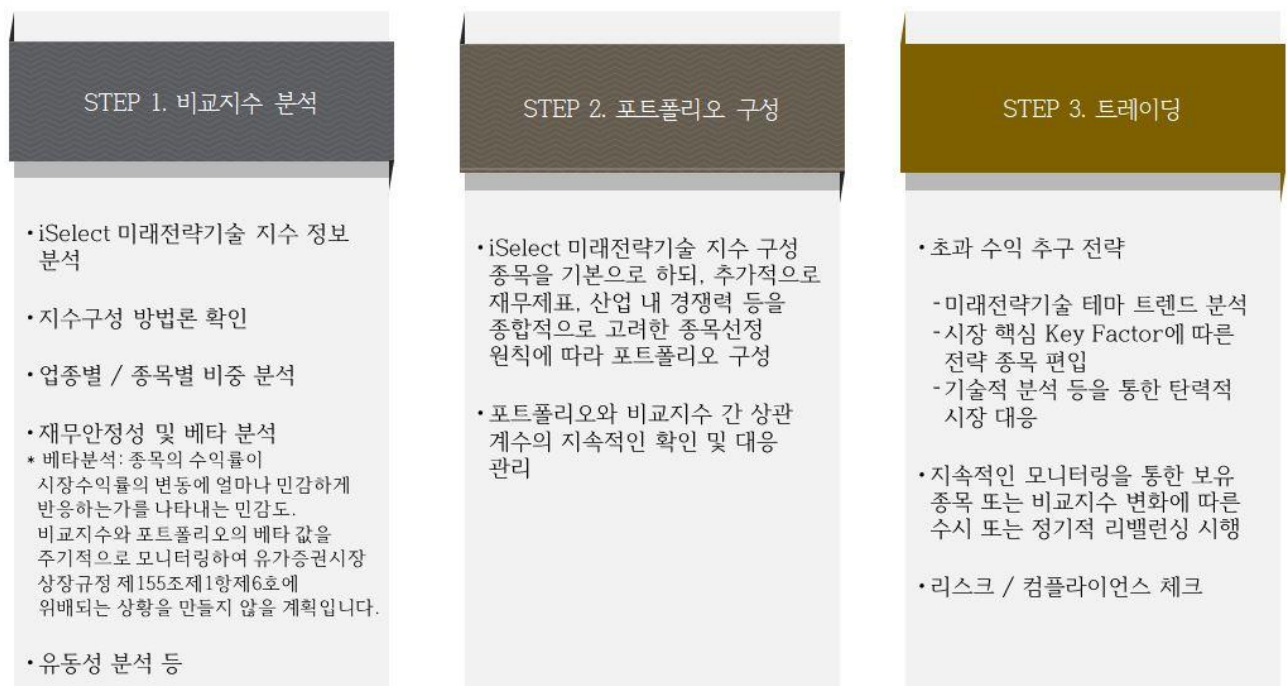 STEP 1. 비교지수 분석
•iSelect 미래전략기술 지수 정보
분석
•지수구성 방법론 확인
•업종별 / 종목별 비중 분석
•재무안정성 및 베타 분석
* 베타분석: 종목의 수익률이
시장수익률의 변동에 얼마나 민감하게
반응하는가를 나타내는 민감도.
비교지수와 포트폴리오의 베타 값을
주기적으로 모니터링하여 유가증권시장
상장규정 제155조제1항제6호에
위배되는 상황을 만들지 않을 계획입니다.
•유동성 분석 등
STEP 2. 포트폴리오 구성
•iSelect 미래전략기술 지수 구성
종목을 기본으로 하되, 추가적으로
재무제표, 산업 내 경쟁력 등을
종합적으로 고려한 종목선정
원칙에 따라 포트폴리오 구성
•포트폴리오와 비교지수 간 상관
계수의 지속적인 확인 및 대응
관리
STEP 3. 트레이딩
•초과 수익 추구 전략
-미래전략기술 테마 트렌드 분석
-시장 핵심 Key Factor에 따른
전략 종목 편입
-기술적 분석 등을 통한 탄력적
시장 대응
•지속적인 모니터링을 통한 보유
종목 또는 비교지수 변화에 따른
수시 또는 정기적 리밸런싱 시행
•리스크 / 컴플라이언스 체크